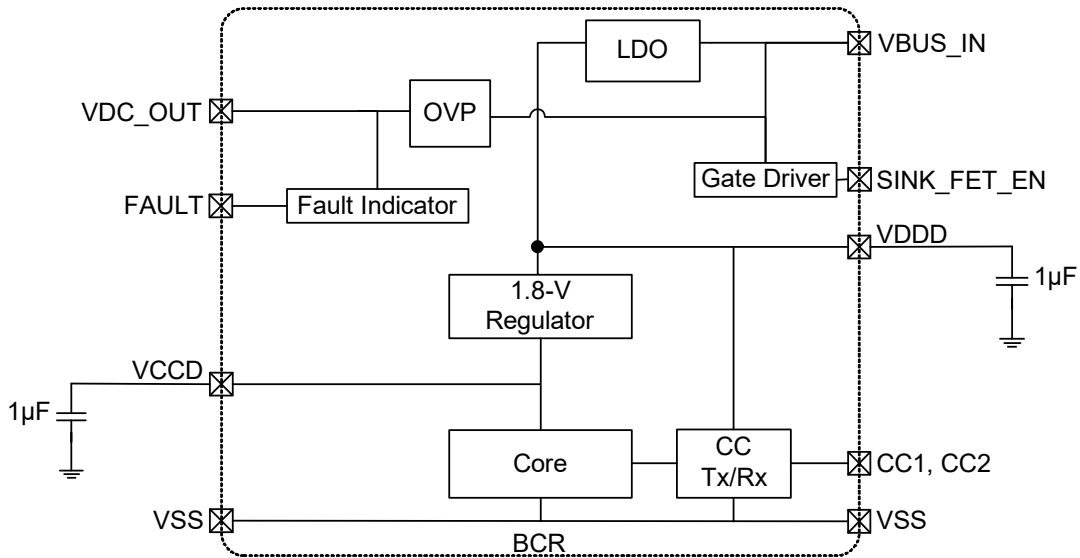 LDO
VBUS_IN
VDC_OUT
OVP
Gate Driver
SINK_FET_EN
FAULT
Fault Indicator
VDDD
1µF
1.8-V
Regulator
VCCD
1µF
Core
CC
Tx/Rx
CC1, CC2
VSS
VSS
BCR